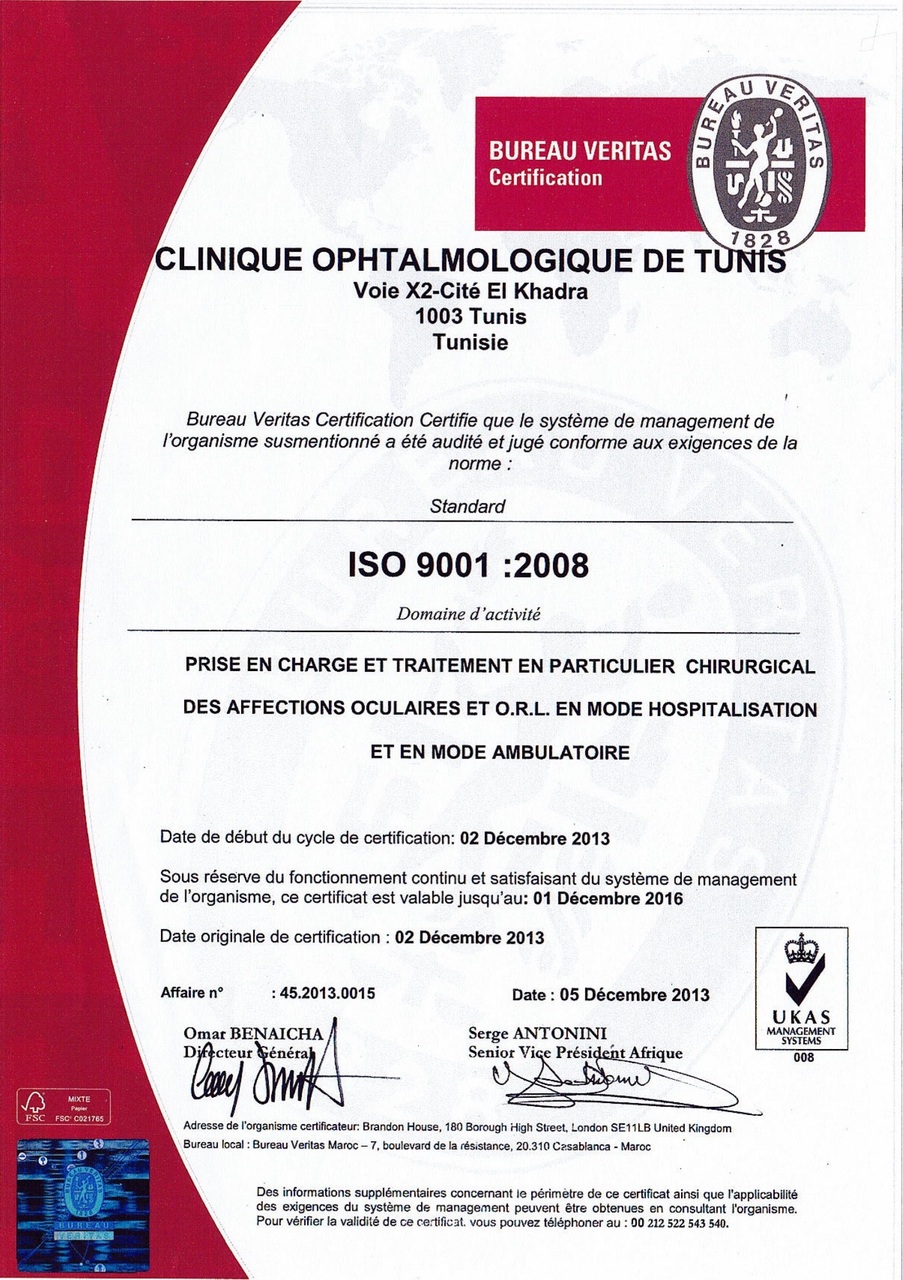 BUREAU VERITAS
Certification
BUREAU VERITAS
1828
CLINIQUE OPHTALMOLOGIQUE DE TUNIS
Voie X2-Cité El Khadra
1003 Tunis
Tunisie
Bureau Veritas Certification Certifie que le système de management de
l'organisme susmentionné a été audité et jugé conforme aux exigences de la
norme :
Standard
ISO 9001 :2008
Domaine d'activité
PRISE EN CHARGE ET TRAITEMENT EN PARTICULIER CHIRURGICAL
DES AFFECTIONS OCULAIRES ET O.R.L. EN MODE HOSPITALISATION
ET EN MODE AMBULATOIRE
Date de début du cycle de certification: 02 Décembre 2013
Sous réserve du fonctionnement continu et satisfaisant du système de management
de l'organisme, ce certificat est valable jusqu'au: 01 Décembre 2016
Date originale de certification : 02 Décembre 2013
Affaire n° : 45.2013.0015 Date : 05 Décembre 2013
UKAS
MANAGEMENT
SYSTEMS
008
Omar BENAICHA Serge ANTONINI
Directeur Général Senior Vice Président Afrique
MIXTE
Papier
FSC FSC® C021765
Adresse de l'organisme certificateur: Brandon House, 180 Borough High Street, London SE11LB United Kingdom
Bureau local : Bureau Veritas Maroc – 7, boulevard de la résistance, 20.310 Casablanca - Maroc
BUREAU
VERITAS
Des informations supplémentaires concernant le périmètre de ce certificat ainsi que l'applicabilité
des exigences du système de management peuvent être obtenues en consultant l'organisme.
Pour vérifier la validité de ce certificat. vous pouvez téléphoner au : 00 212 522 543 540.